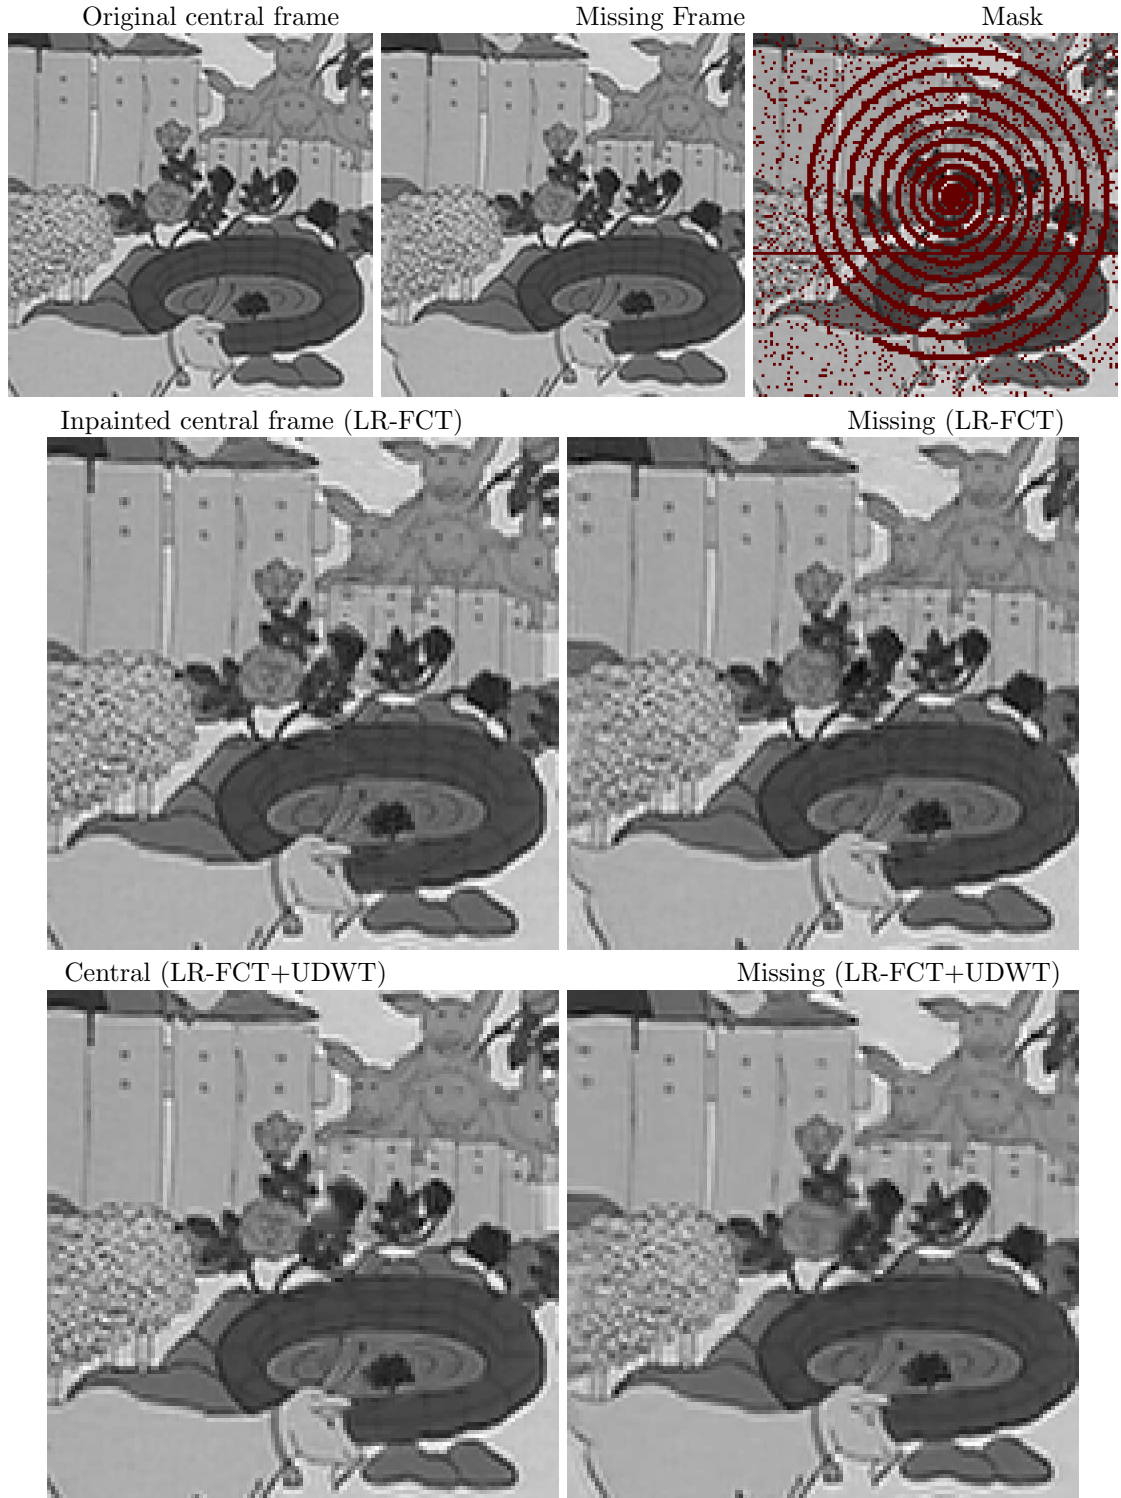 Original central frame
Missing Frame
Mask
Inpainted central frame (LR-FCT)
Missing (LR-FCT)
Central (LR-FCT+UDWT)
Missing (LR-FCT+UDWT)